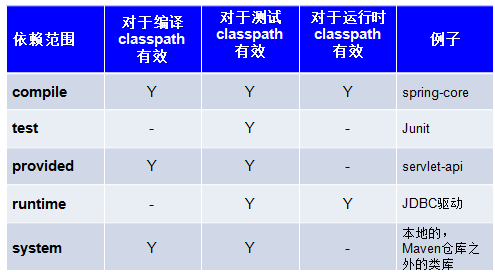 依赖范围 对于编译classpath有效 对于测试classpath有效 对于运行时classpath有效 例子
compile Y Y Y spring-core
test - Y - Junit
provided Y Y - servlet-api
runtime - Y Y JDBC驱动
system Y Y - 本地的，Maven仓库之外的类库